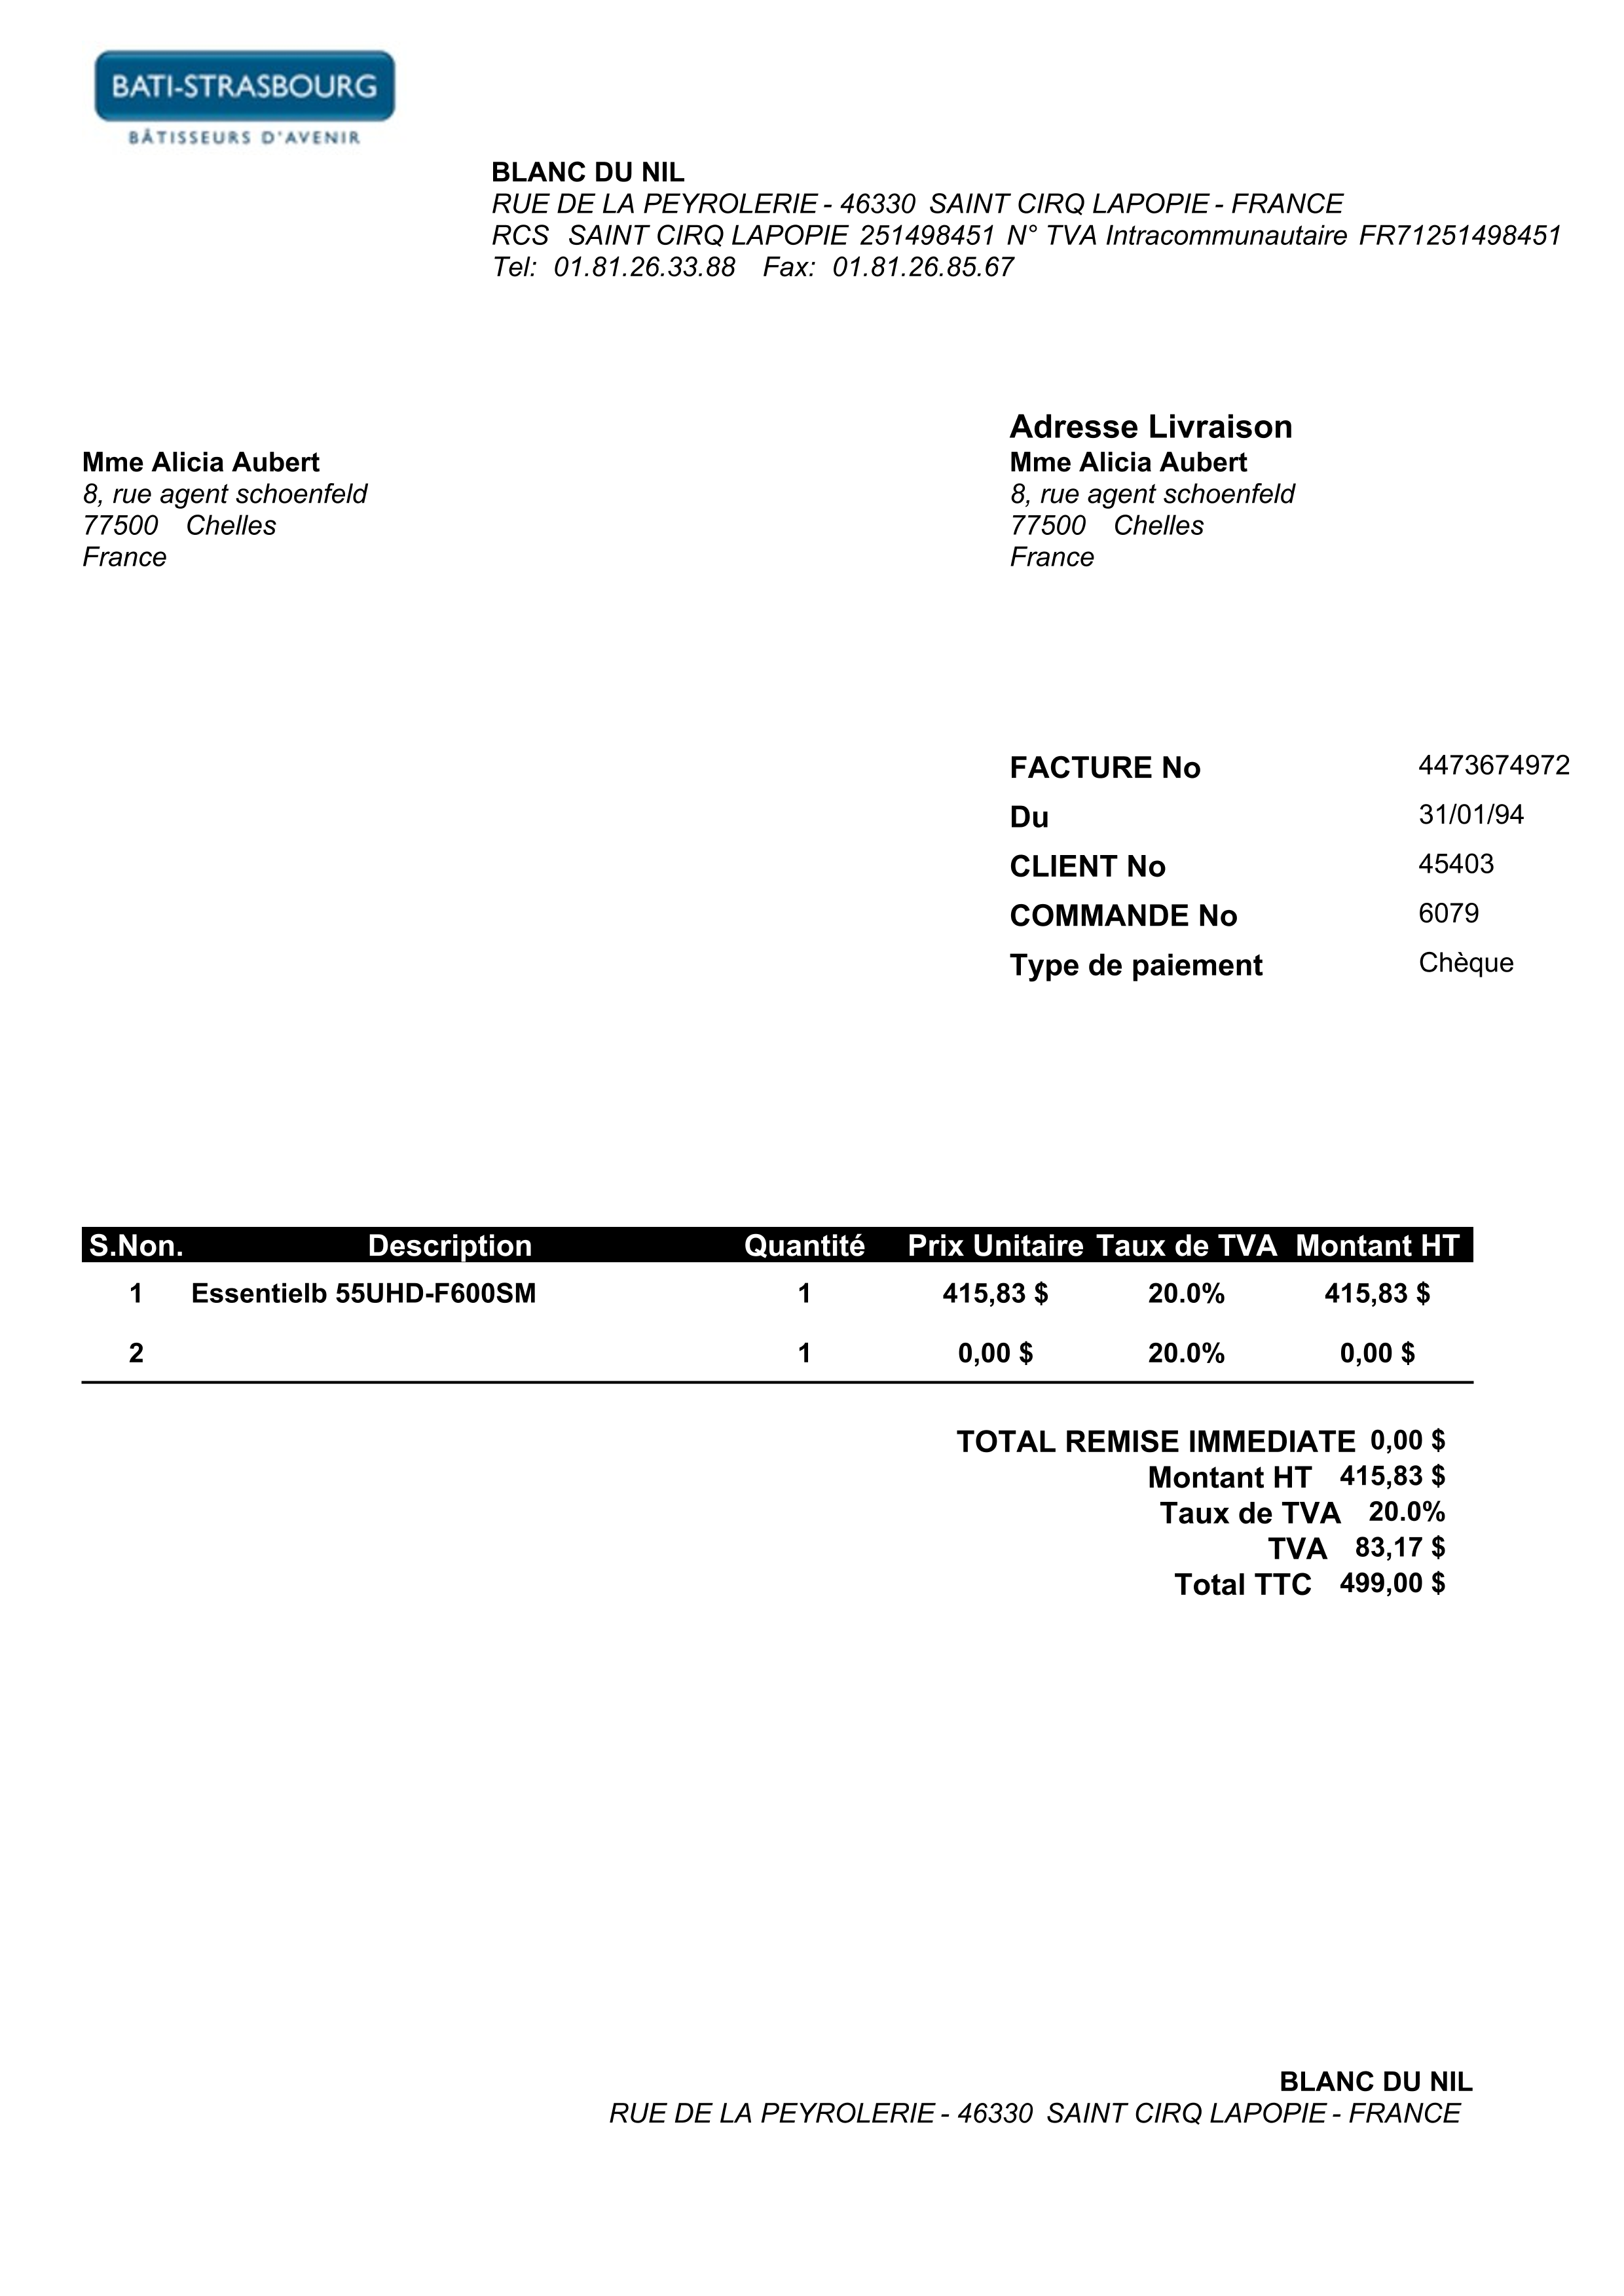 BATI-STRASBOURG
BÂTISSEURS D'AVENIR
BLANC DU NIL
RUE DE LA PEYROLERIE - 46330 SAINT CIRQ LAPOPIE - FRANCE
RCS SAINT CIRQ LAPOPIE 251498451 N° TVA Intracommunautaire FR71251498451
Tel: 01.81.26.33.88 Fax: 01.81.26.85.67
Mme Alicia Aubert
8, rue agent schoenfeld
77500 Chelles
France
Adresse Livraison
Mme Alicia Aubert
8, rue agent schoenfeld
77500 Chelles
France
FACTURE No 4473674972
Du 31/01/94
CLIENT No 45403
COMMANDE No 6079
Type de paiement Chèque
S.Non. Description Quantité Prix Unitaire Taux de TVA Montant HT
1 Essentielb 55UHD-F600SM 1 415,83 $ 20.0% 415,83 $
2 1 0,00 $ 20.0% 0,00 $
TOTAL REMISE IMMEDIATE 0,00 $
Montant HT 415,83 $
Taux de TVA 20.0%
TVA 83,17 $
Total TTC 499,00 $
BLANC DU NIL
RUE DE LA PEYROLERIE - 46330 SAINT CIRQ LAPOPIE - FRANCE